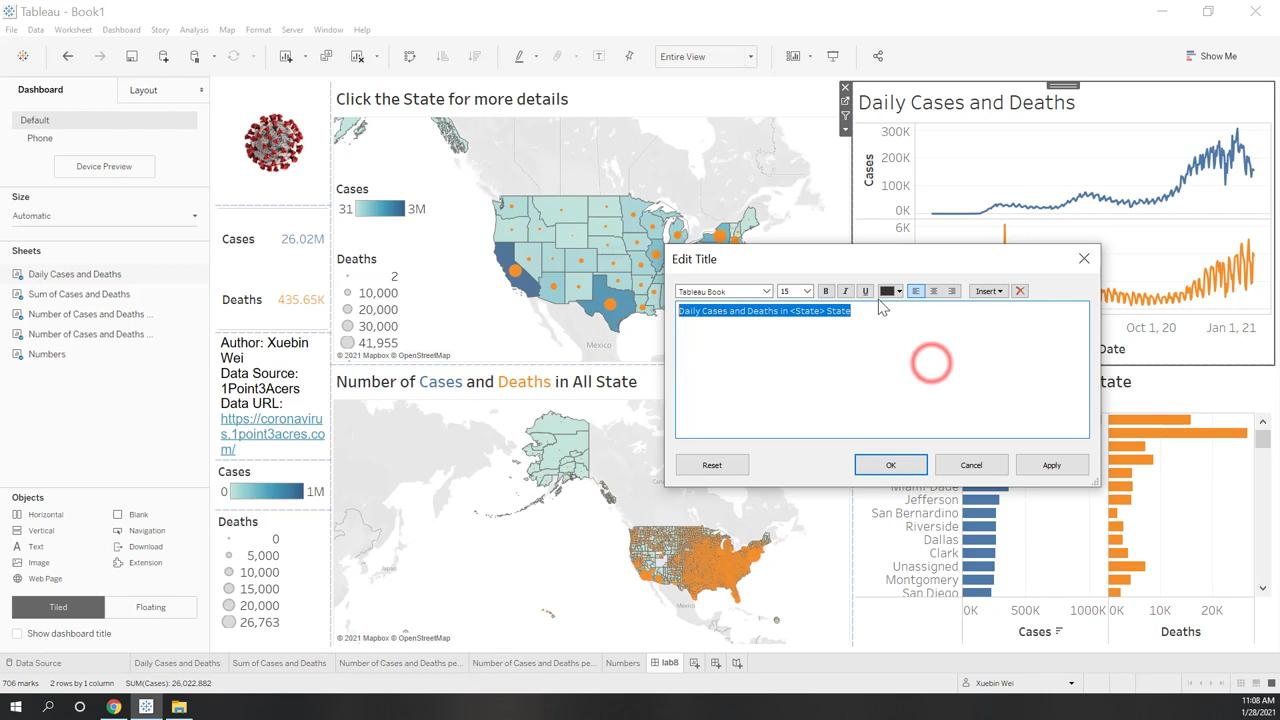 Tableau - Book1
File Data Worksheet Dashboard Story Analysis Map Format Server Window Help
Entire View
Show Me
Dashboard
Layout
Default
Phone
Device Preview
Size
Automatic
Sheets
Daily Cases and Deaths
Sum of Cases and Deaths
Number of Cases and Deaths ...
Number of Cases and Deaths ...
Numbers
Objects
Horizontal
Blank
Vertical
Navigation
Text
Download
Image
Extension
Web Page
Tiled
Floating
Show dashboard title
Cases 26.02M
Deaths 435.65K
Author: Xuebin
Wei
Data Source:
1Point3Acers
Data URL:
https://coronaviru
s.1point3acres.co
m/
Cases
0 1M
Deaths
0
5,000
10,000
15,000
20,000
26,763
Click the State for more details
Cases
31 3M
Deaths
2
10,000
20,000
30,000
41,955
Mexico
© 2021 Mapbox © OpenStreetMap
Number of Cases and Deaths in All State
Mexico
© 2021 Mapbox © OpenStreetMap
Daily Cases and Deaths
Cases
300K
200K
100K
0K
6K
Oct 1, 20 Jan 1, 21
Date
Edit Title
Tableau Book 15 B I U Insert
Daily Cases and Deaths in <State> State
Reset OK Cancel Apply
tate
Jefferson
San Bernardino
Riverside
Dallas
Clark
Unassigned
Montgomery
San Diego
0K 500K 1000K 0K 10K 20K
Cases Deaths
Data Source
Daily Cases and Deaths
Sum of Cases and Deaths
Number of Cases and Deaths pe...
Number of Cases and Deaths pe...
Numbers
lab8
706 marks 2 rows by 1 column SUM(Cases): 26,022,882
Xuebin Wei
11:08 AM
1/28/2021